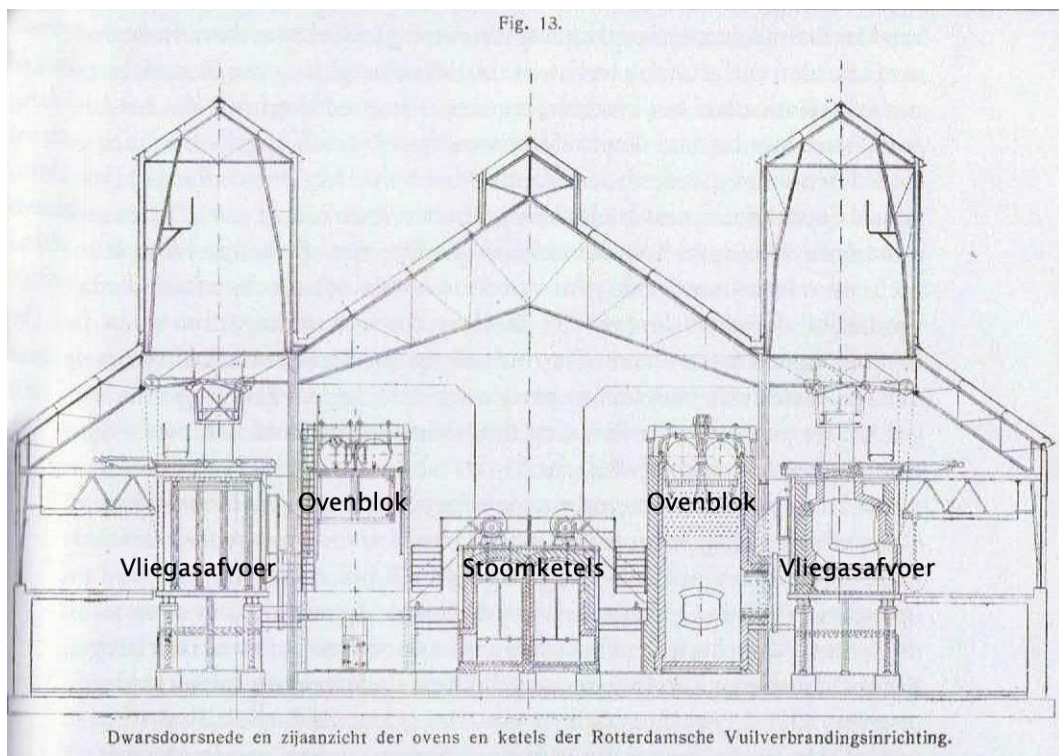 Fig. 13.
Ovenblok Ovenblok
Vliegasafvoer Stoomketels Vliegasafvoer
Dwarsdoorsnede en zijaanzicht der ovens en ketels der Rotterdamsche Vuilverbrandingsinrichting.